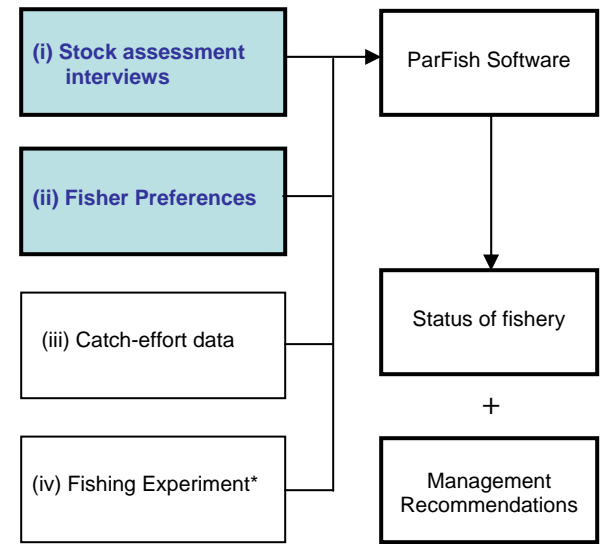 (i) Stock assessment
interviews
ParFish Software
(ii) Fisher Preferences
(iii) Catch-effort data
Status of fishery
+
(iv) Fishing Experiment*
Management
Recommendations